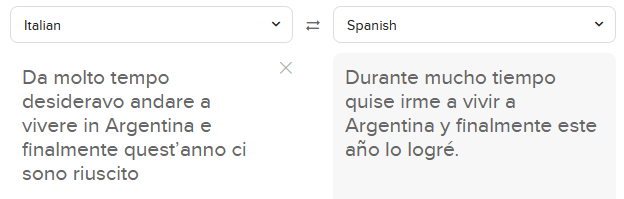 Italian
Spanish
Da molto tempo
desideravo andare a
vivere in Argentina e
finalmente quest’anno ci
sono riuscito
Durante mucho tiempo
quise irme a vivir a
Argentina y finalmente este
año lo logré.